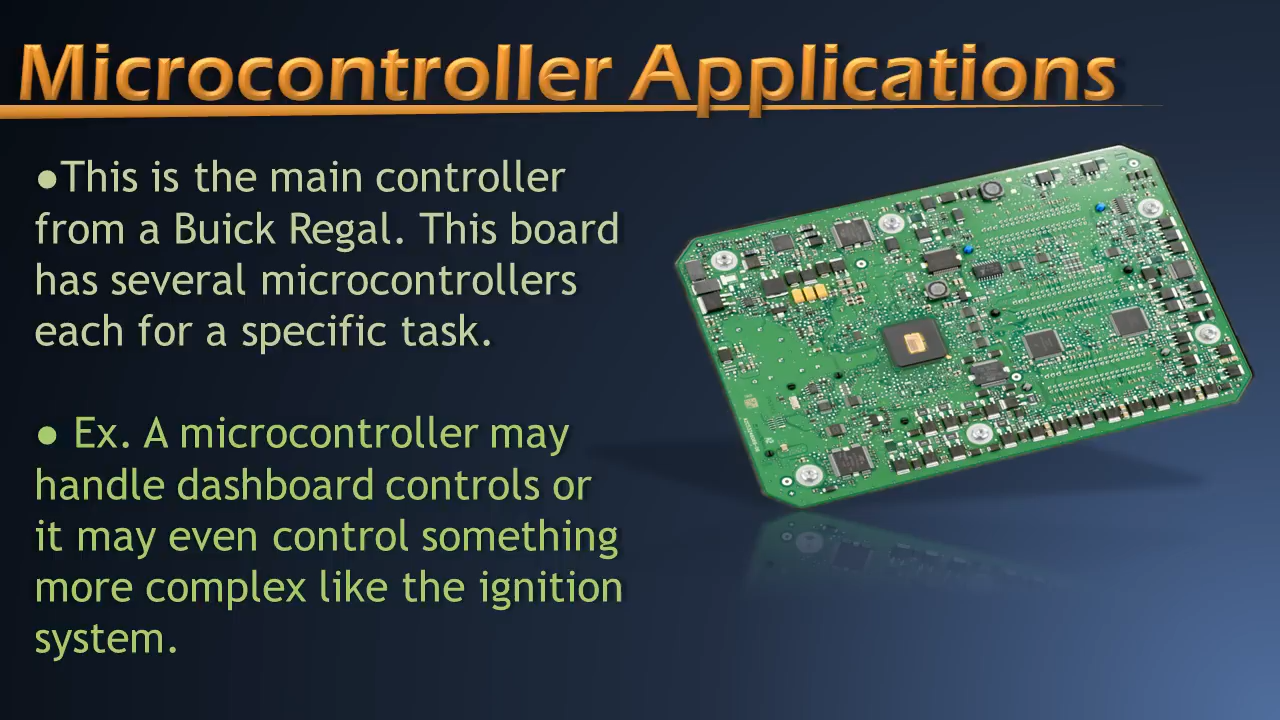 Microcontroller Applications
●This is the main controller
from a Buick Regal. This board
has several microcontrollers
each for a specific task.
● Ex. A microcontroller may
handle dashboard controls or
it may even control something
more complex like the ignition
system.